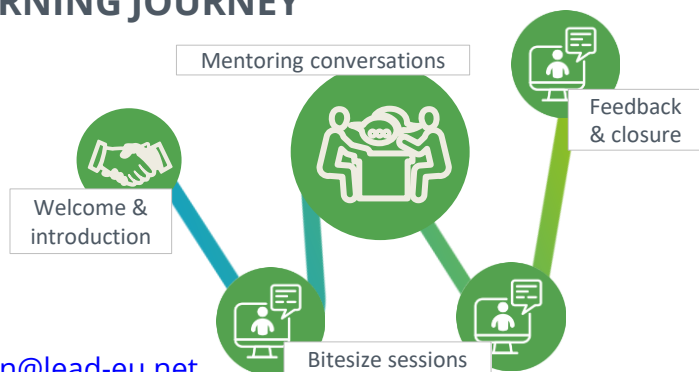 RNING JOURNEY
Mentoring conversations
Feedback
& closure
Welcome &
introduction
Bitesize sessions
n@lead-eu.net